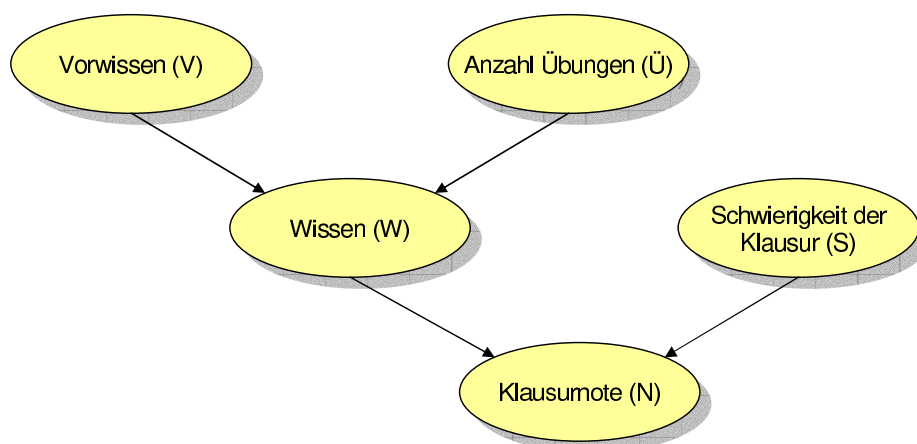 Vorwissen (V)
Anzahl Übungen (Ü)
Wissen (W)
Schwierigkeit der
Klausur (S)
Klausurnote (N)